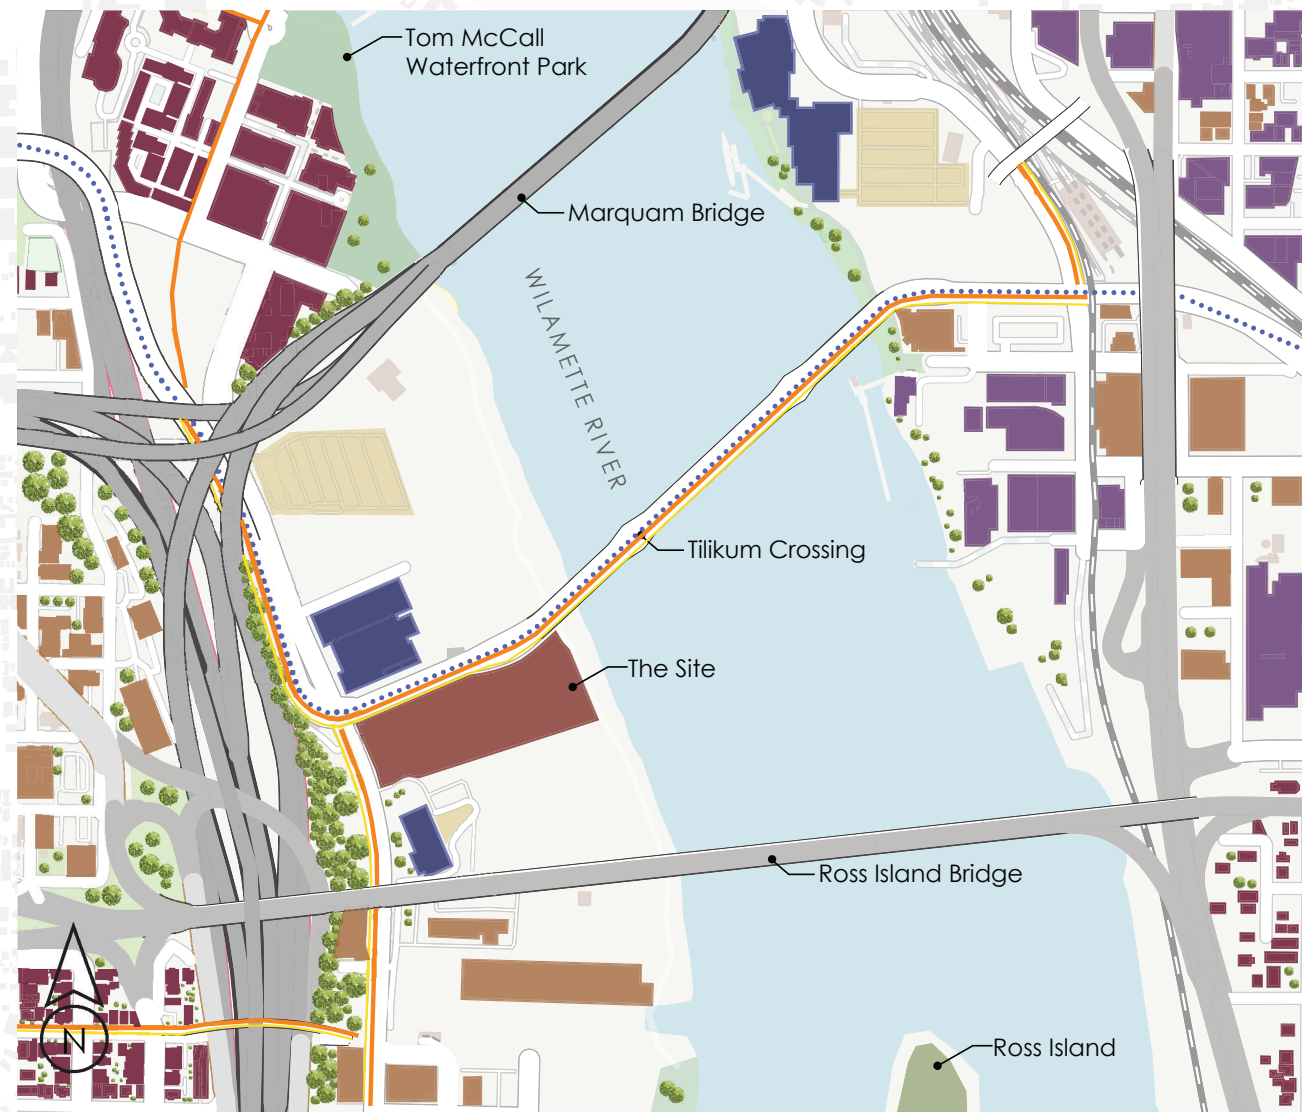 Tom McCall
Waterfront Park
Marquam Bridge
WILAMETTE RIVER
Tilikum Crossing
The Site
Ross Island Bridge
Ross Island
N